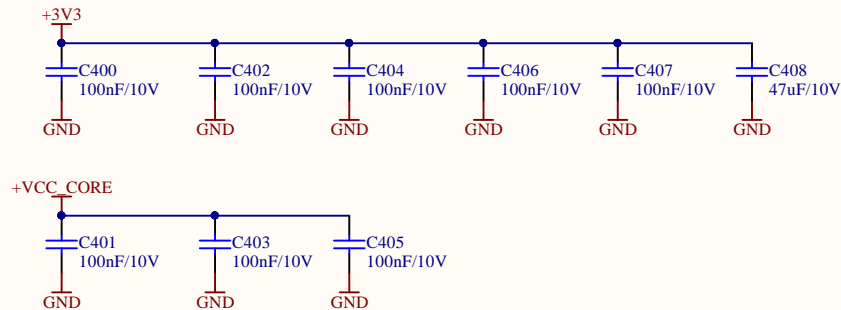 +3V3
C400 C402 C404 C406 C407 C408
100nF/10V 100nF/10V 100nF/10V 100nF/10V 100nF/10V 47uF/10V
GND GND GND GND GND GND
+VCC_CORE
C401 C403 C405
100nF/10V 100nF/10V 100nF/10V
GND GND GND